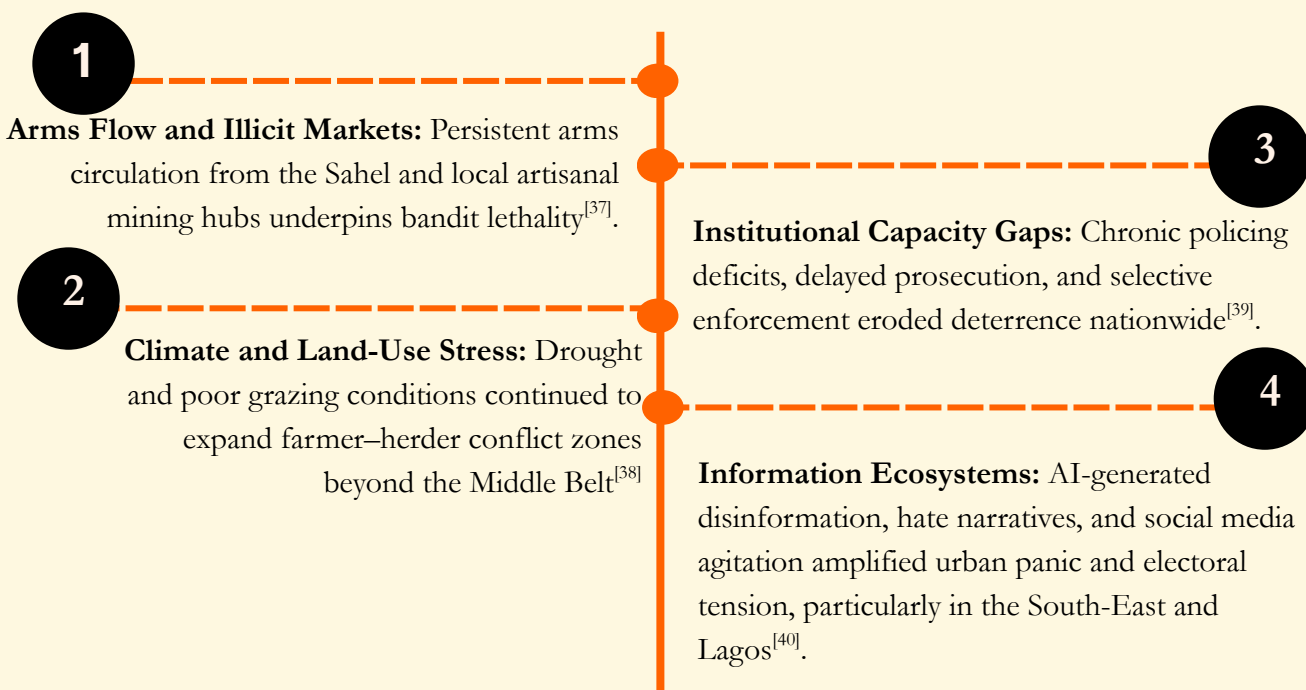 1
Arms Flow and Illicit Markets: Persistent arms
circulation from the Sahel and local artisanal
mining hubs underpins bandit lethality[37].
2
Climate and Land-Use Stress: Drought
and poor grazing conditions continued to
expand farmer–herder conflict zones
beyond the Middle Belt[38]
3
Institutional Capacity Gaps: Chronic policing
deficits, delayed prosecution, and selective
enforcement eroded deterrence nationwide[39].
4
Information Ecosystems: AI-generated
disinformation, hate narratives, and social media
agitation amplified urban panic and electoral
tension, particularly in the South-East and
Lagos[40].